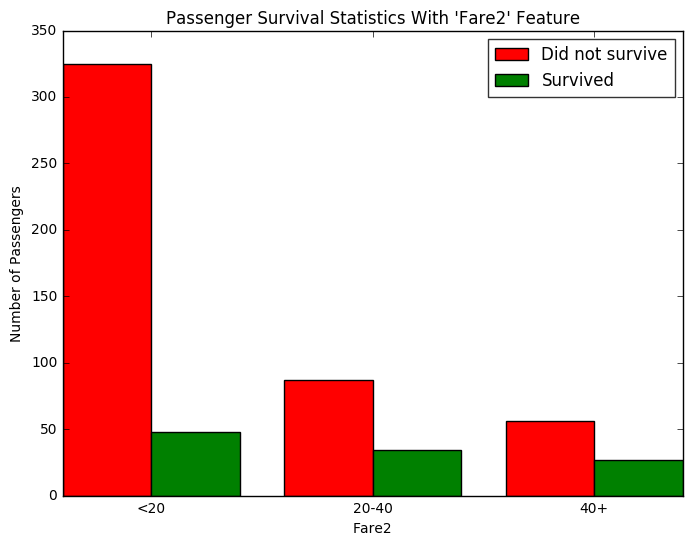 Passenger Survival Statistics With 'Fare2' Feature
350
300
250
200
150
100
50
0
Number of Passengers
Did not survive
Survived
<20
20-40
40+
Fare2